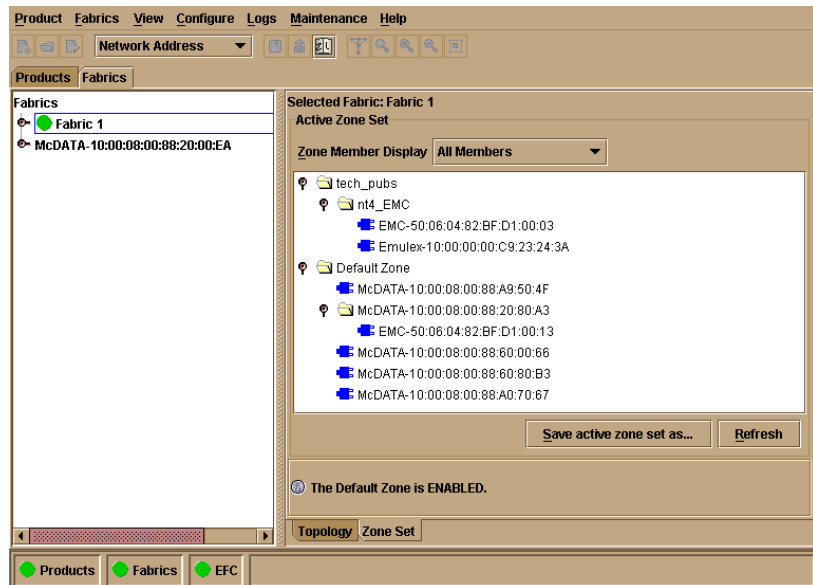 Product Fabrics View Configure Logs Maintenance Help
Network Address
Products Fabrics
Fabrics
Fabric 1
McDATA-10:00:08:00:88:20:00:EA
Selected Fabric: Fabric 1
Active Zone Set
Zone Member Display All Members
tech_pubs
nt4_EMC
EMC-50:06:04:82:BF:D1:00:03
Emulex-10:00:00:00:C9:23:24:3A
Default Zone
McDATA-10:00:08:00:88:A9:50:4F
McDATA-10:00:08:00:88:20:80:A3
EMC-50:06:04:82:BF:D1:00:13
McDATA-10:00:08:00:88:60:00:66
McDATA-10:00:08:00:88:60:80:B3
McDATA-10:00:08:00:88:A0:70:67
Save active zone set as... Refresh
The Default Zone is ENABLED.
Topology Zone Set
Products Fabrics EFC